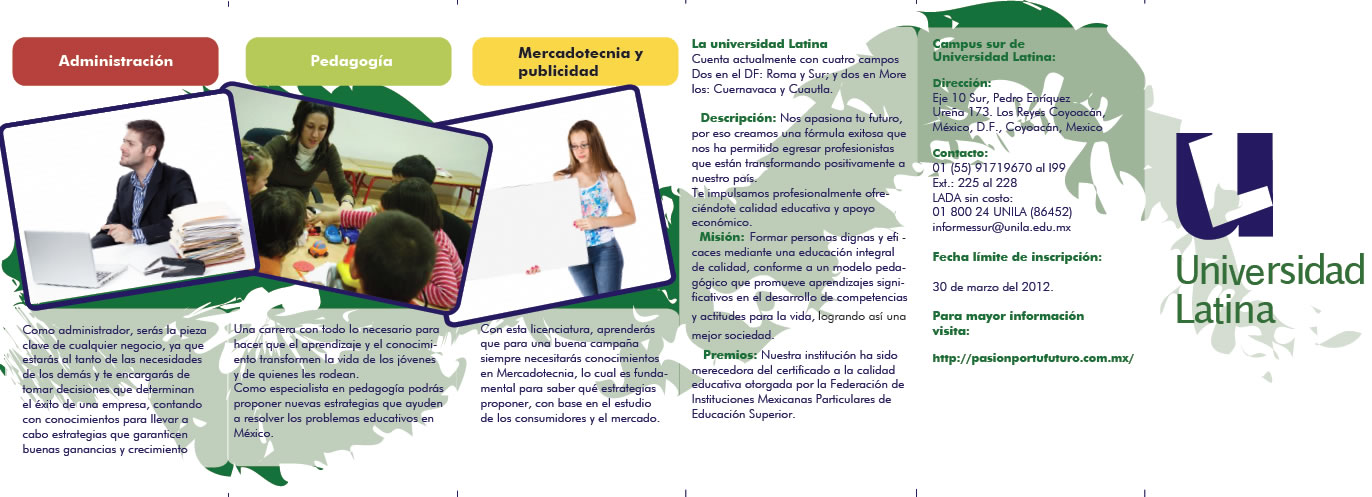 Administración
Como administrador, serás la pieza
clave de cualquier negocio, ya que
estarás al tanto de las necesidades
de los demás y te encargarás de
tomar decisiones que determinan
el éxito de una empresa, contando
con conocimientos para llevar a
cabo estrategias que garanticen
buenas ganancias y crecimiento
Pedagogía
Una carrera con todo lo necesario para
hacer que el aprendizaje y el conocimi-
ento transformen la vida de los jóvenes
y de quienes les rodean.
Como especialista en pedagogía podrás
proponer nuevas estrategias que ayuden
a resolver los problemas educativos en
México.
Mercadotecnia y
publicidad
Con esta licenciatura, aprenderás
que para una buena campaña
siempre necesitarás conocimientos
en Mercadotecnia, lo cual es funda-
mental para saber qué estrategias
proponer, con base en el estudio
de los consumidores y el mercado.
La universidad Latina
Cuenta actualmente con cuatro campos
Dos en el DF: Roma y Sur; y dos en More
los: Cuernavaca y Cuautla.
Descripción: Nos apasiona tu futuro,
por eso creamos una fórmula exitosa que
nos ha permitido egresar profesionistas
que están transformando positivamente a
nuestro país.
Te impulsamos profesionalmente ofre-
ciéndote calidad educativa y apoyo
económico.
Misión: Formar personas dignas y efi -
caces mediante una educación integral
de calidad, conforme a un modelo peda-
gógico que promueve aprendizajes signi-
ficativos en el desarrollo de competencias
y actitudes para la vida, logrando así una
mejor sociedad.
Premios: Nuestra institución ha sido
merecedora del certificado a la calidad
educativa otorgada por la Federación de
Instituciones Mexicanas Particulares de
Educación Superior.
Campus sur de
Universidad Latina:
Dirección:
Eje 10 Sur, Pedro Enríquez
Ureña 173. Los Reyes Coyoacán,
México, D.F., Coyoacán, Mexico
Contacto:
01 (55) 91719670 al I99
Ext.: 225 al 228
LADA sin costo:
01 800 24 UNILA (86452)
informessur@unila.edu.mx
Fecha límite de inscripción:
30 de marzo del 2012.
Para mayor información
visita:
http://pasionportufuturo.com.mx/
Universidad
Latina